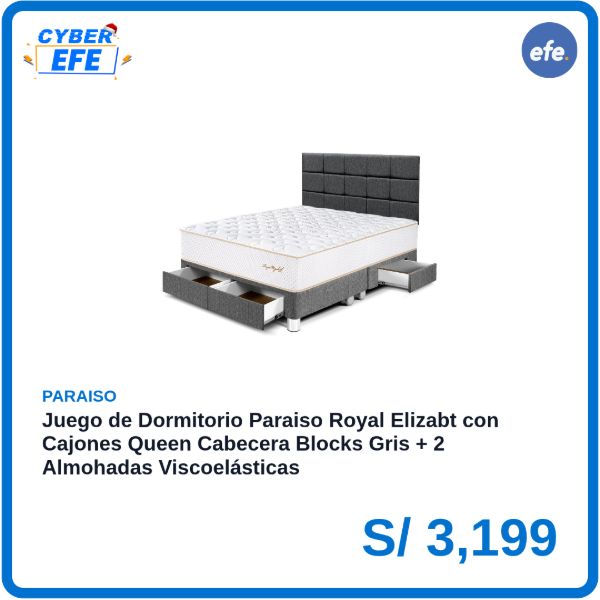 CYBER
EFE
efe.
PARAISO
Juego de Dormitorio Paraiso Royal Elizabt con
Cajones Queen Cabecera Blocks Gris + 2
Almohadas Viscoelásticas
S/ 3,199